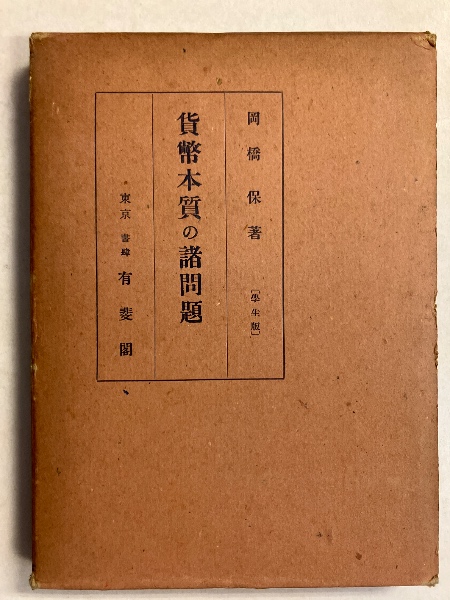 岡橋保著 [學生版]
貨幣本質の諸問題
東京 書肆 有斐閣